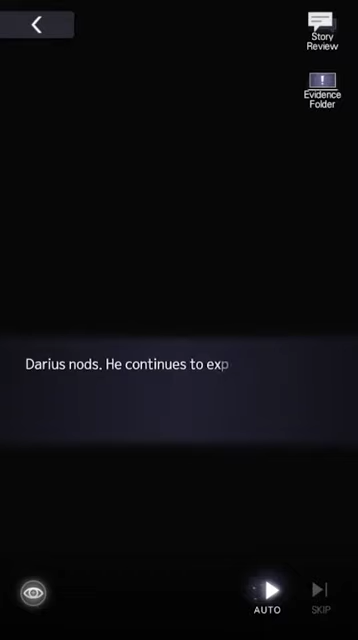 Story
Review
!
Evidence
Folder
Darius nods. He continues to exp
AUTO
SKIP